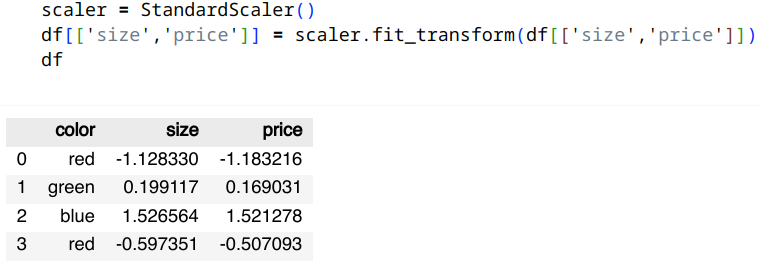 scaler = StandardScaler()
df[['size','price']] = scaler.fit_transform(df[['size','price']])
df
color size price
0 red -1.128330 -1.183216
1 green 0.199117 0.169031
2 blue 1.526564 1.521278
3 red -0.597351 -0.507093